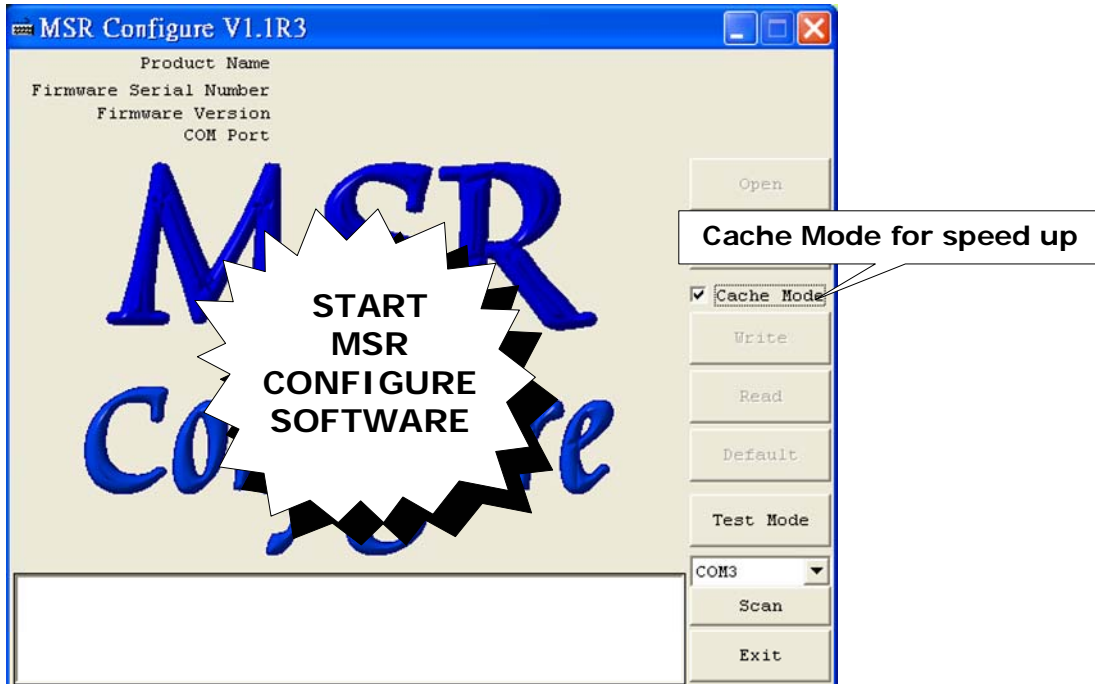 MSR Configure V1.1R3
Product Name
Firmware Serial Number
Firmware Version
COM Port
MSR
START
MSR
CONFIGURE
SOFTWARE
Open
Cache Mode for speed up
Cache Mode
Write
Read
Default
Test Mode
COM3
Scan
Exit